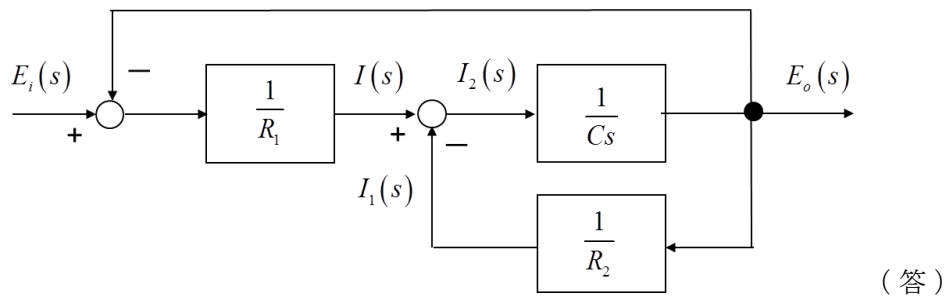 E_i(s)
−
+
1/R_1
I(s)
+
−
I_2(s)
1/Cs
E_o(s)
I_1(s)
1/R_2
(答)